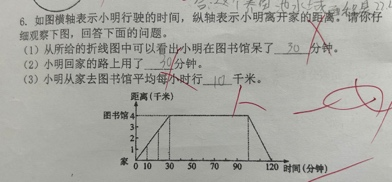 6. 如图横轴表示小明行驶的时间，纵轴表示小明离开家的距离。请你仔
细观察下图，回答下面的问题。
（1）从所给的折线图中可以看出小明在图书馆呆了 30 分钟。
（2）小明回家的路上用了 30 分钟。
（3）小明从家去图书馆平均每小时行 10 千米。
距离(千米)
图书馆 4
3
2
1
家 0 10 30 100 120 时间(分钟)